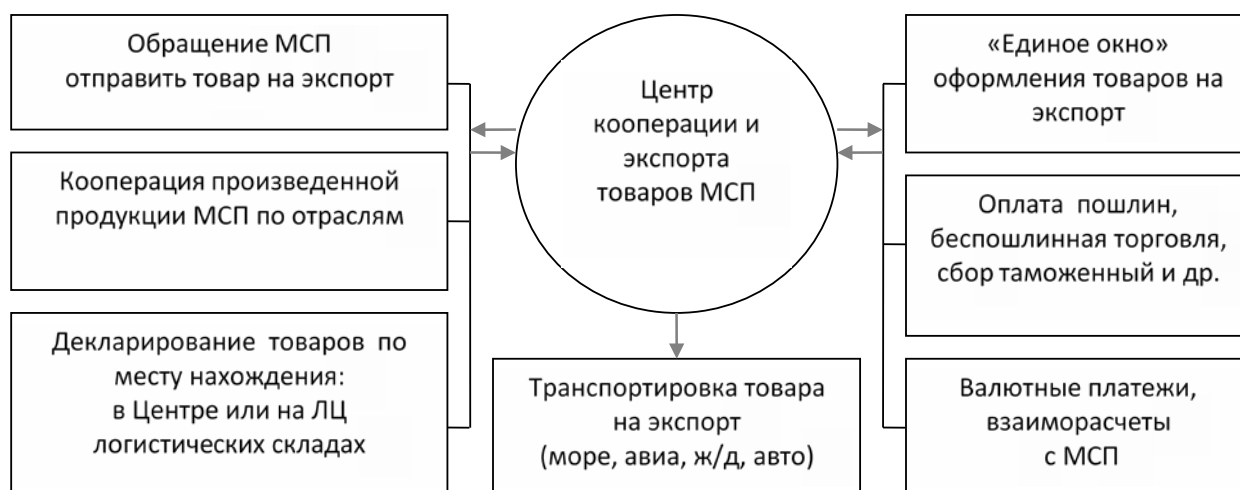 Обращение МСП
отправить товар на экспорт
Кооперация произведенной
продукции МСП по отраслям
Декларирование товаров по
месту нахождения:
в Центре или на ЛЦ
логистических складах
Центр
кооперации и
экспорта
товаров МСП
Транспортировка товара
на экспорт
(море, авиа, ж/д, авто)
«Единое окно»
оформления товаров на
экспорт
Оплата пошлин,
беспошлинная торговля,
сбор таможенный и др.
Валютные платежи,
взаиморасчеты
с МСП